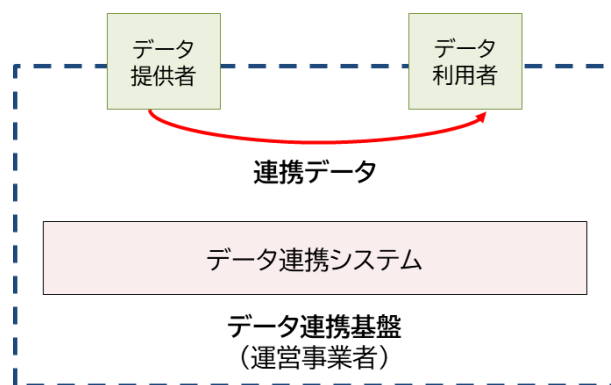 データ
提供者
データ
利用者
連携データ
データ連携システム
データ連携基盤
（運営事業者）